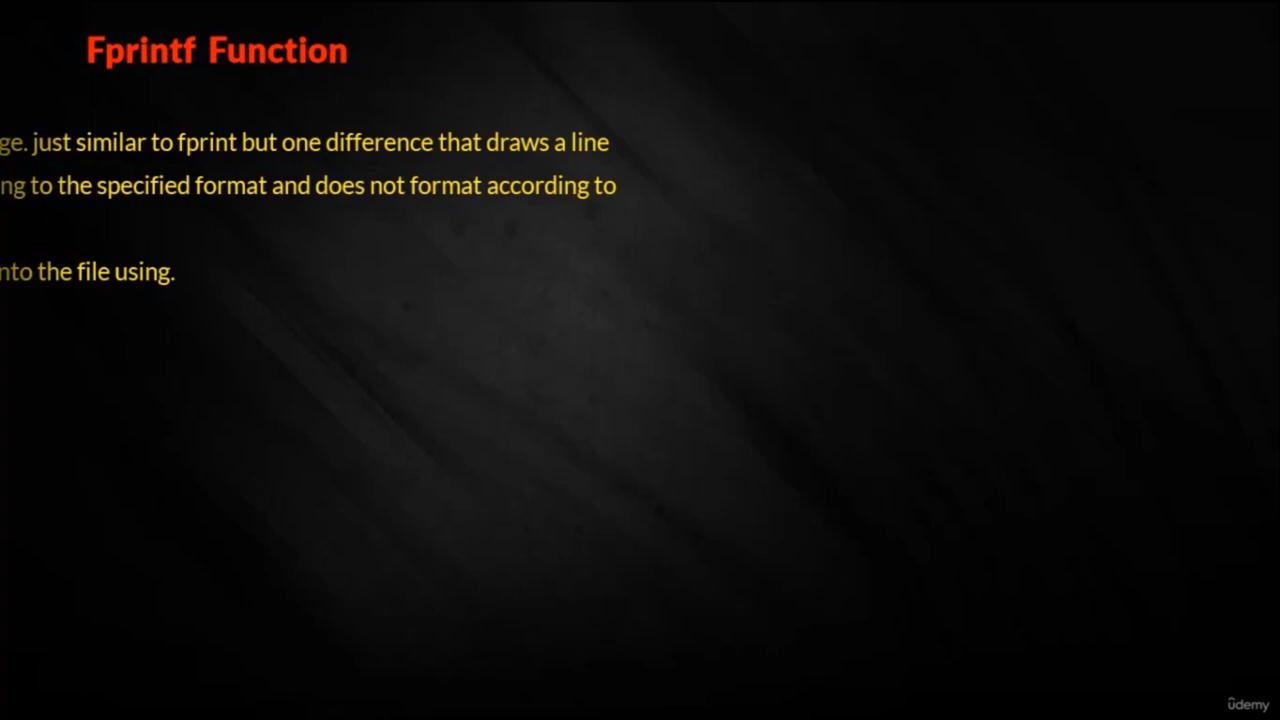 Fprintf Function
ge. just similar to fprint but one difference that draws a line
ng to the specified format and does not format according to
nto the file using.
ûdemy